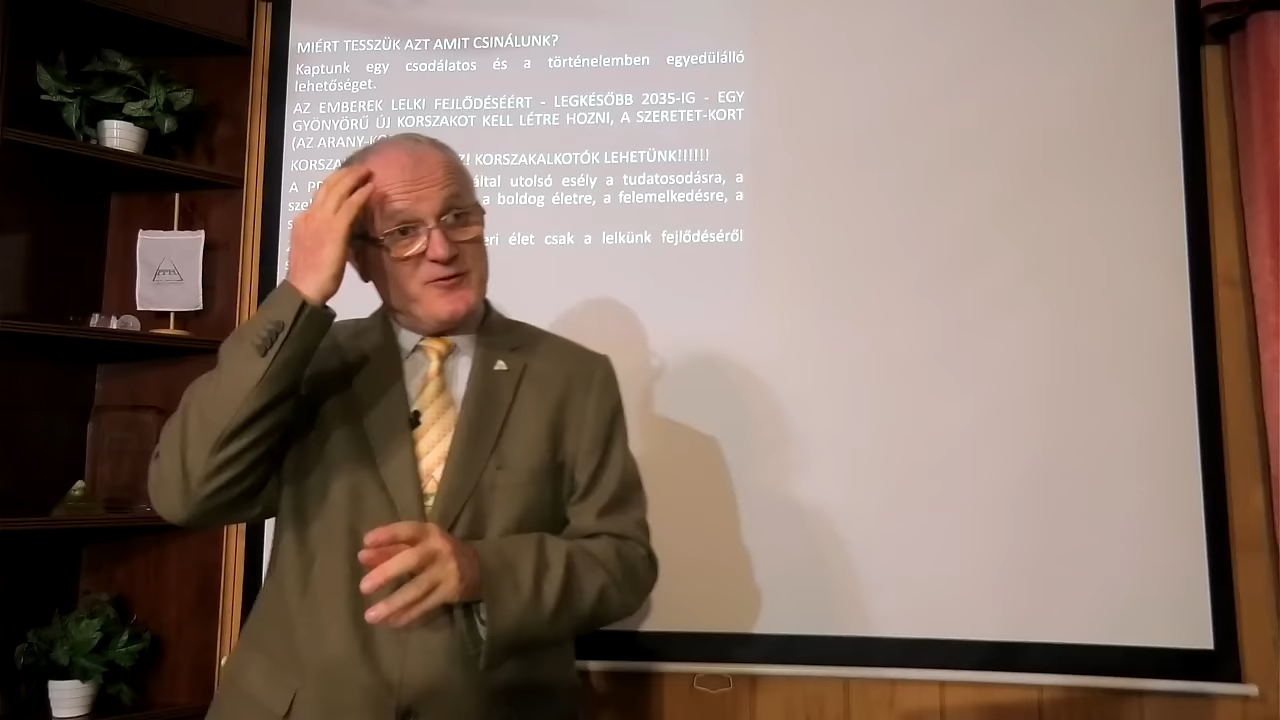 MIÉRT TESSZÜK AZT AMIT CSINÁLUNK?
Kaptunk egy csodálatos és a történelemben egyedülálló
lehetőséget.
AZ EMBEREK LELKI FEJLŐDÉSÉÉRT - LEGKÉSŐBB 2035-IG - EGY
GYÖNYÖRŰ ÚJ KORSZAKOT KELL LÉTRE HOZNI, A SZERETET-KORT
(AZ ARANY-
KORSZAKALKOTÓK LEHETÜNK!!!!!!
A által utolsó esély a tudatosodásra, a
a boldog életre, a felemelkedésre, a
élet csak a lelkünk fejlődéséről